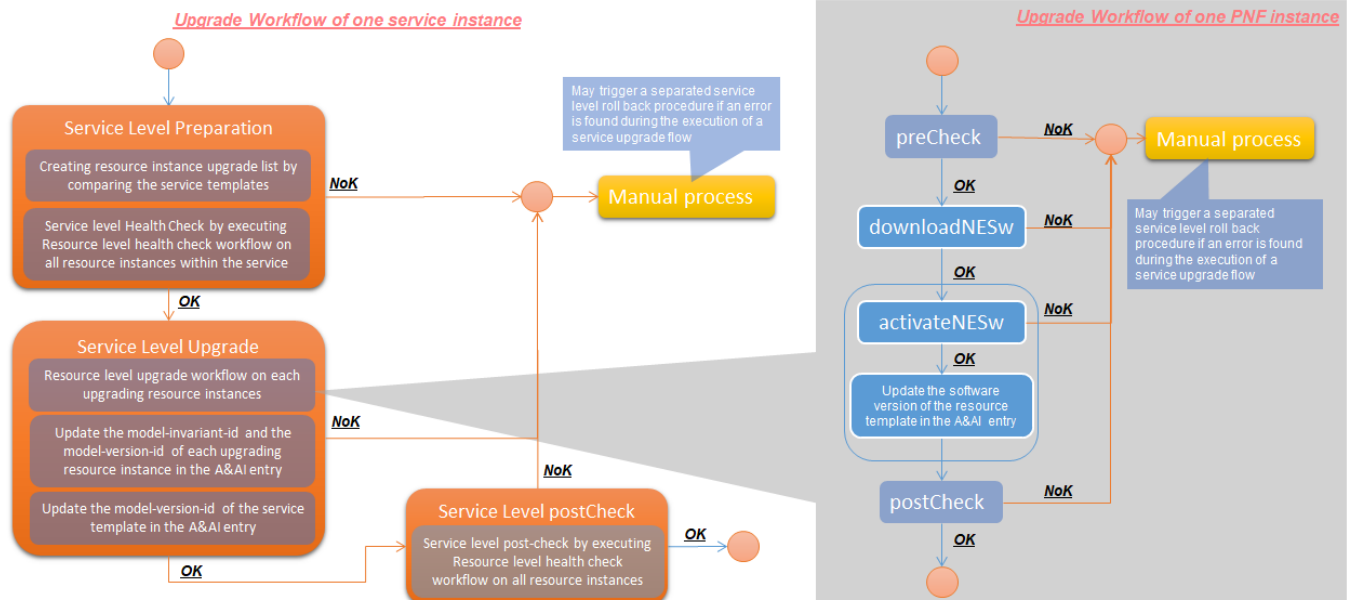 Upgrade Workflow of one service instance
Service Level Preparation
Creating resource instance upgrade list by
comparing the service templates
Service level Health Check by executing
Resource level health check workflow on
all resource instances within the service
NoK
OK
May trigger a separated service
level roll back procedure if an error
is found during the execution of a
service upgrade flow
Manual process
Service Level Upgrade
Resource level upgrade workflow on each
upgrading resource instances
Update the model-invariant-id and the
model-version-id of each upgrading
resource instance in the A&AI entry
Update the model-version-id of the service
template in the A&AI entry
NoK
OK
NoK
Service Level postCheck
Service level post-check by executing
Resource level health check
workflow on all resource instances
OK
Upgrade Workflow of one PNF instance
preCheck
NoK
Manual process
OK
downloadNESw
NoK
May trigger a separated
service level roll back
procedure if an error is found
during the execution of a
service upgrade flow
OK
activateNESw
NoK
OK
Update the software
version of the resource
template in the A&AI entry
postCheck
NoK
OK